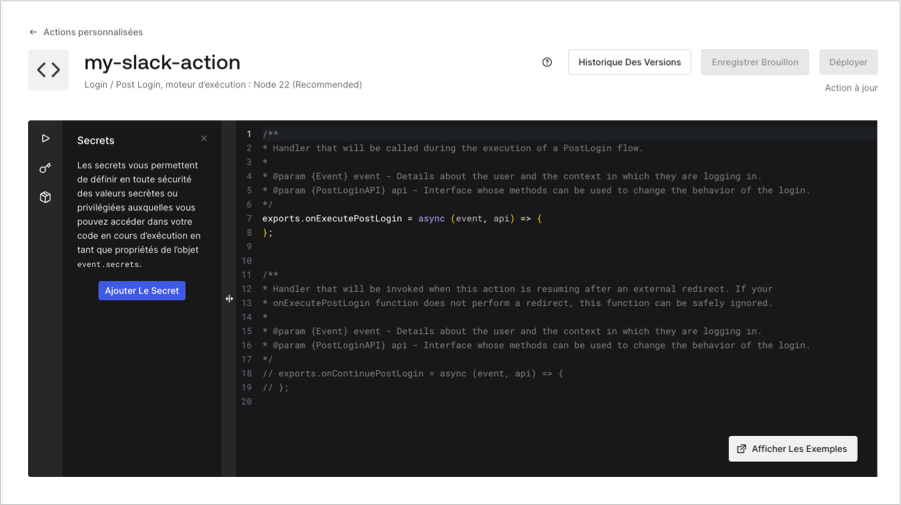 ← Actions personnalisées
my-slack-action
Login / Post Login, moteur d'exécution : Node 22 (Recommended)
Historique Des Versions
Enregistrer Brouillon
Déployer
Action à jour
Secrets
Les secrets vous permettent
de définir en toute sécurité
des valeurs secrètes ou
privilégiées auxquelles vous
pouvez accéder dans votre
code en cours d'exécution en
tant que propriétés de l'objet
event.secrets.
Ajouter Le Secret
1 /**
2 * Handler that will be called during the execution of a PostLogin flow.
3 *
4 * @param {Event} event - Details about the user and the context in which they are logging in.
5 * @param {PostLoginAPI} api - Interface whose methods can be used to change the behavior of the login.
6 */
7 exports.onExecutePostLogin = async (event, api) => {
8 };
9
10
11 /**
12 * Handler that will be invoked when this action is resuming after an external redirect. If your
13 * onExecutePostLogin function does not perform a redirect, this function can be safely ignored.
14 *
15 * @param {Event} event - Details about the user and the context in which they are logging in.
16 * @param {PostLoginAPI} api - Interface whose methods can be used to change the behavior of the login.
17 */
18 // exports.onContinuePostLogin = async (event, api) => {
19 // };
20
Afficher Les Exemples